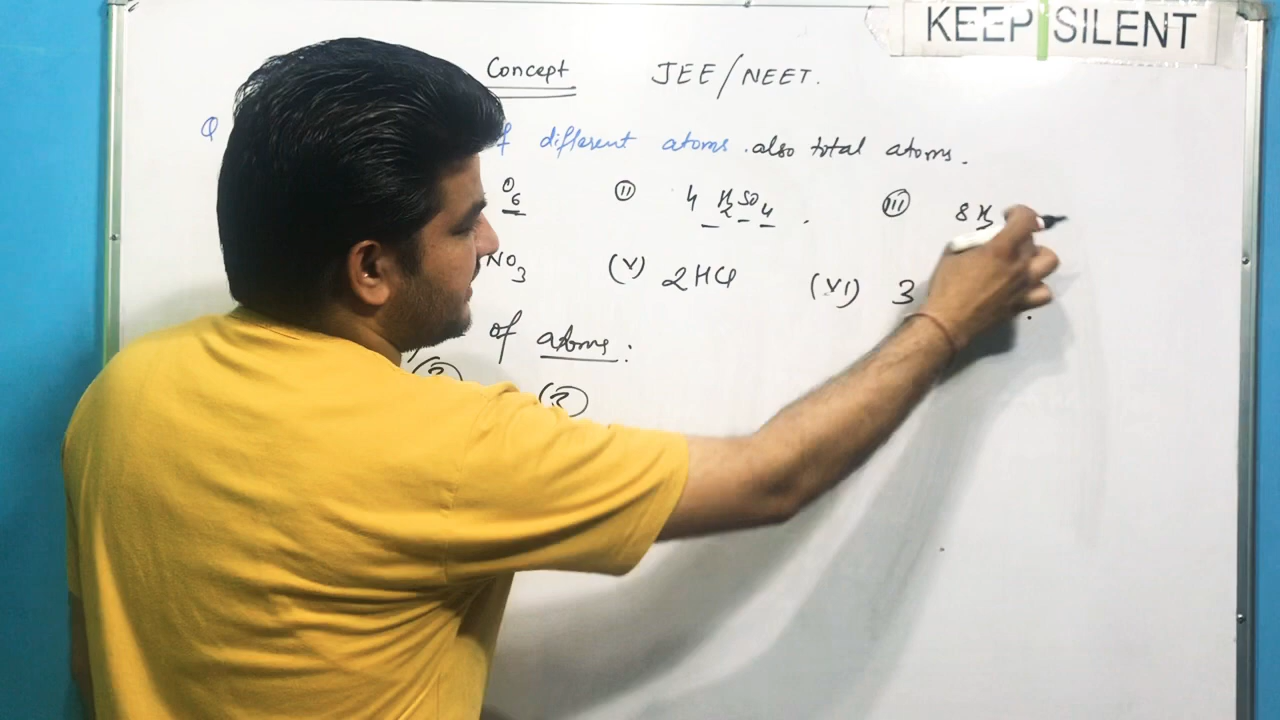 KEEP SILENT
Concept JEE/NEET.
Q f different atoms . also total atoms.
O6 (II) 4 H2SO4 . (III) 8 H
NO3 (V) 2HCl (VI) 3
of atoms :